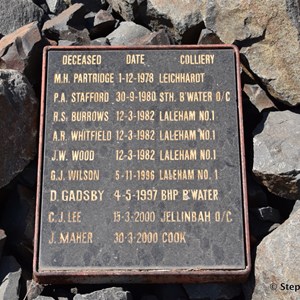 DECEASED DATE COLLIERY
M.H. PARTRIDGE 1-12-1978 LEICHHARDT
P.A. STAFFORD 30-9-1980 STH. B'WATER O/C
R.S. BURROWS 12-3-1982 LALEHAM NO.1
A.R. WHITFIELD 12-3-1982 LALEHAM NO.1
J.W. WOOD 12-3-1982 LALEHAM NO.1
G.J. WILSON 5-11-1986 LALEHAM NO.1
D. GADSBY 4-5-1997 BHP B'WATER
C.J. LEE 15-3-2000 JELLINBAH O/C
J. MAHER 30-3-2000 COOK
© Step